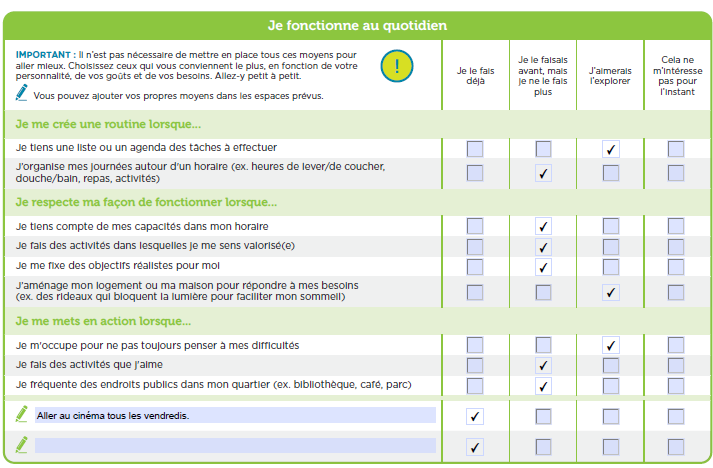 Je fonctionne au quotidien
IMPORTANT : Il n'est pas nécessaire de mettre en place tous ces moyens pour
aller mieux. Choisissez ceux qui vous conviennent le plus, en fonction de votre
personnalité, de vos goûts et de vos besoins. Allez-y petit à petit.
!
Vous pouvez ajouter vos propres moyens dans les espaces prévus.
Je le fais
déjà
Je le faisais
avant, mais
je ne le fais
plus
J'aimerais
l'explorer
Cela ne
m'intéresse
pas pour
l'instant
Je me crée une routine lorsque...
Je tiens une liste ou un agenda des tâches à effectuer
J'organise mes journées autour d'un horaire (ex. heures de lever/de coucher,
douche/bain, repas, activités)
Je respecte ma façon de fonctionner lorsque...
Je tiens compte de mes capacités dans mon horaire
Je fais des activités dans lesquelles je me sens valorisé(e)
Je me fixe des objectifs réalistes pour moi
J'aménage mon logement ou ma maison pour répondre à mes besoins
(ex. des rideaux qui bloquent la lumière pour faciliter mon sommeil)
Je me mets en action lorsque...
Je m'occupe pour ne pas toujours penser à mes difficultés
Je fais des activités que j'aime
Je fréquente des endroits publics dans mon quartier (ex. bibliothèque, café, parc)
Aller au cinéma tous les vendredis.